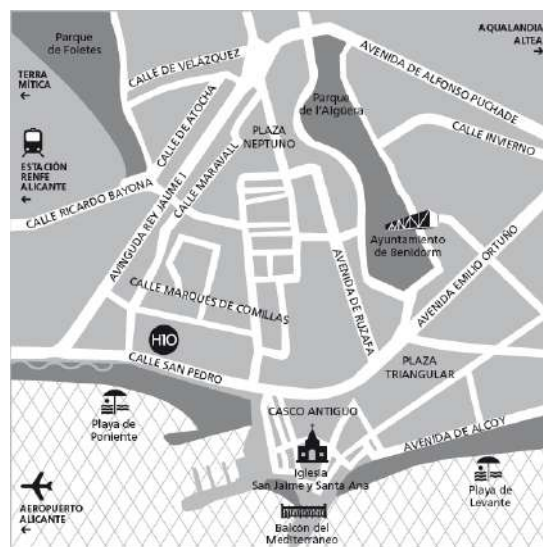 Parque
de Foietes
AQUALANDIA
ALTEA
CALLE DE VELÁZQUEZ
AVENIDA DE ALFONSO PUCHADE
TERRA
MÍTICA
Parque
de l'Aigüera
CALLE DE ATOCHA
PLAZA
NEPTUNO
CALLE INVIERNO
ESTACIÓN
RENFE
ALICANTE
CALLE MARAVALL
CALLE RICARDO BAYONA
AVINGUDA REY JAUME I
Ayuntamiento
de Benidorm
AVENIDA EMILIO ORTUÑO
AVENIDA DE RUZAFA
CALLE MARQUÉS DE COMILLAS
H10
CALLE SAN PEDRO
PLAZA
TRIANGULAR
CASCO ANTIGUO
Playa de
Poniente
AVENIDA DE ALCOY
Iglesia
San Jaime y Santa Ana
Playa de
Levante
AEROPUERTO
ALICANTE
Balcón del
Mediterráneo